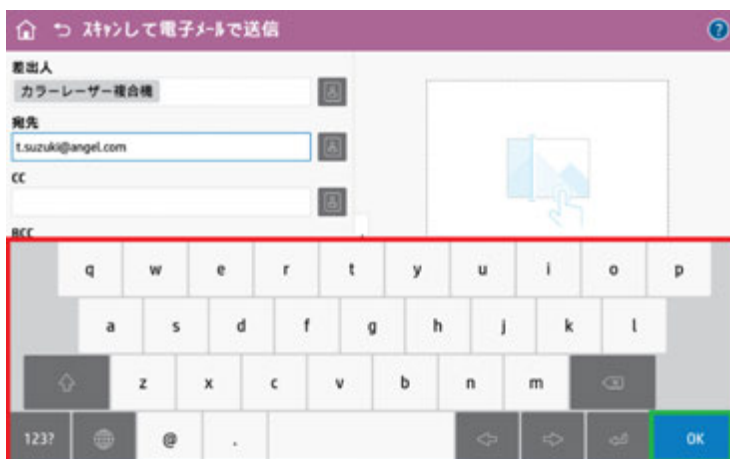 スキャンして電子メールで送信
?
差出人
カラーレーザー複合機
宛先
t.suzuki@angel.com
CC
BCC
q w e r t y u i o p
a s d f g h j k l
z x c v b n m
123? @ . OK